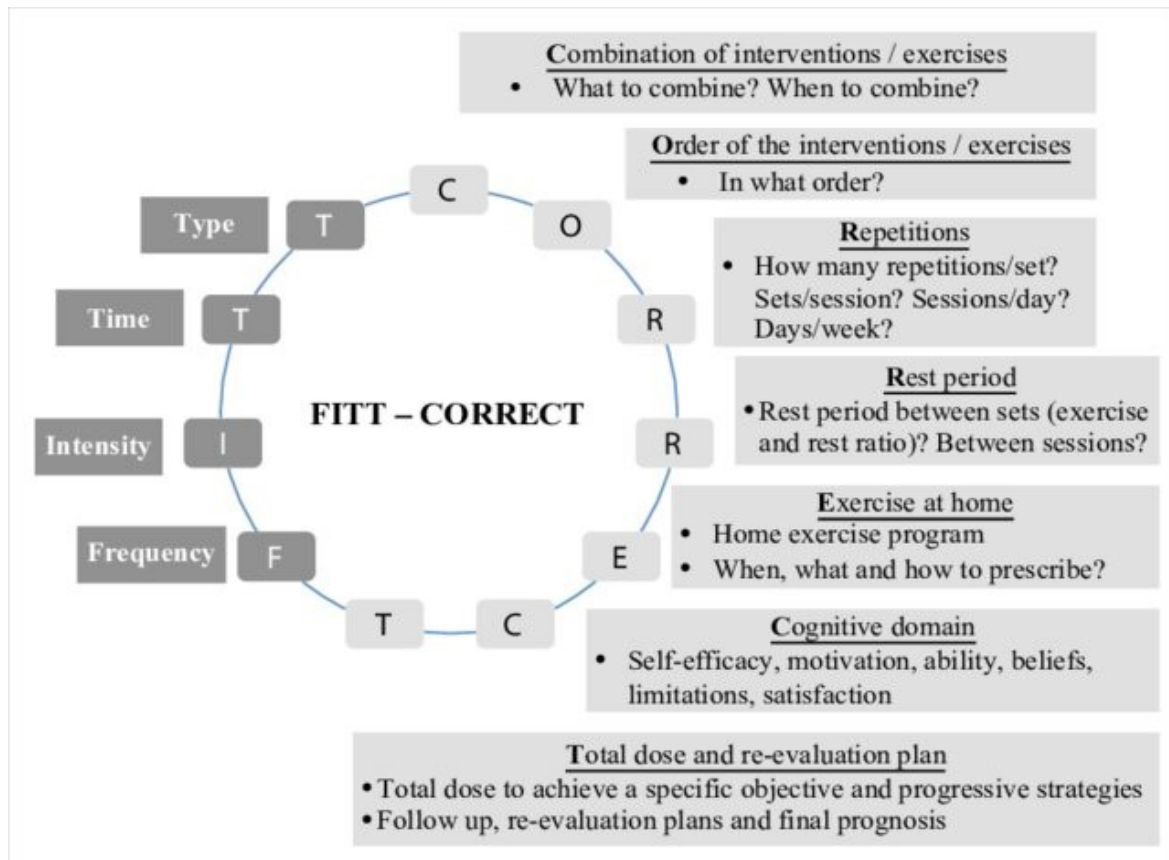 Combination of interventions / exercises
• What to combine? When to combine?
Order of the interventions / exercises
• In what order?
Repetitions
• How many repetitions/set?
Sets/session? Sessions/day?
Days/week?
Rest period
• Rest period between sets (exercise
and rest ratio)? Between sessions?
Exercise at home
• Home exercise program
• When, what and how to prescribe?
Cognitive domain
• Self-efficacy, motivation, ability, beliefs,
limitations, satisfaction
Total dose and re-evaluation plan
• Total dose to achieve a specific objective and progressive strategies
• Follow up, re-evaluation plans and final prognosis
Type
Time
Intensity
Frequency
F
I
T
T
C
O
R
R
E
C
T
FITT – CORRECT